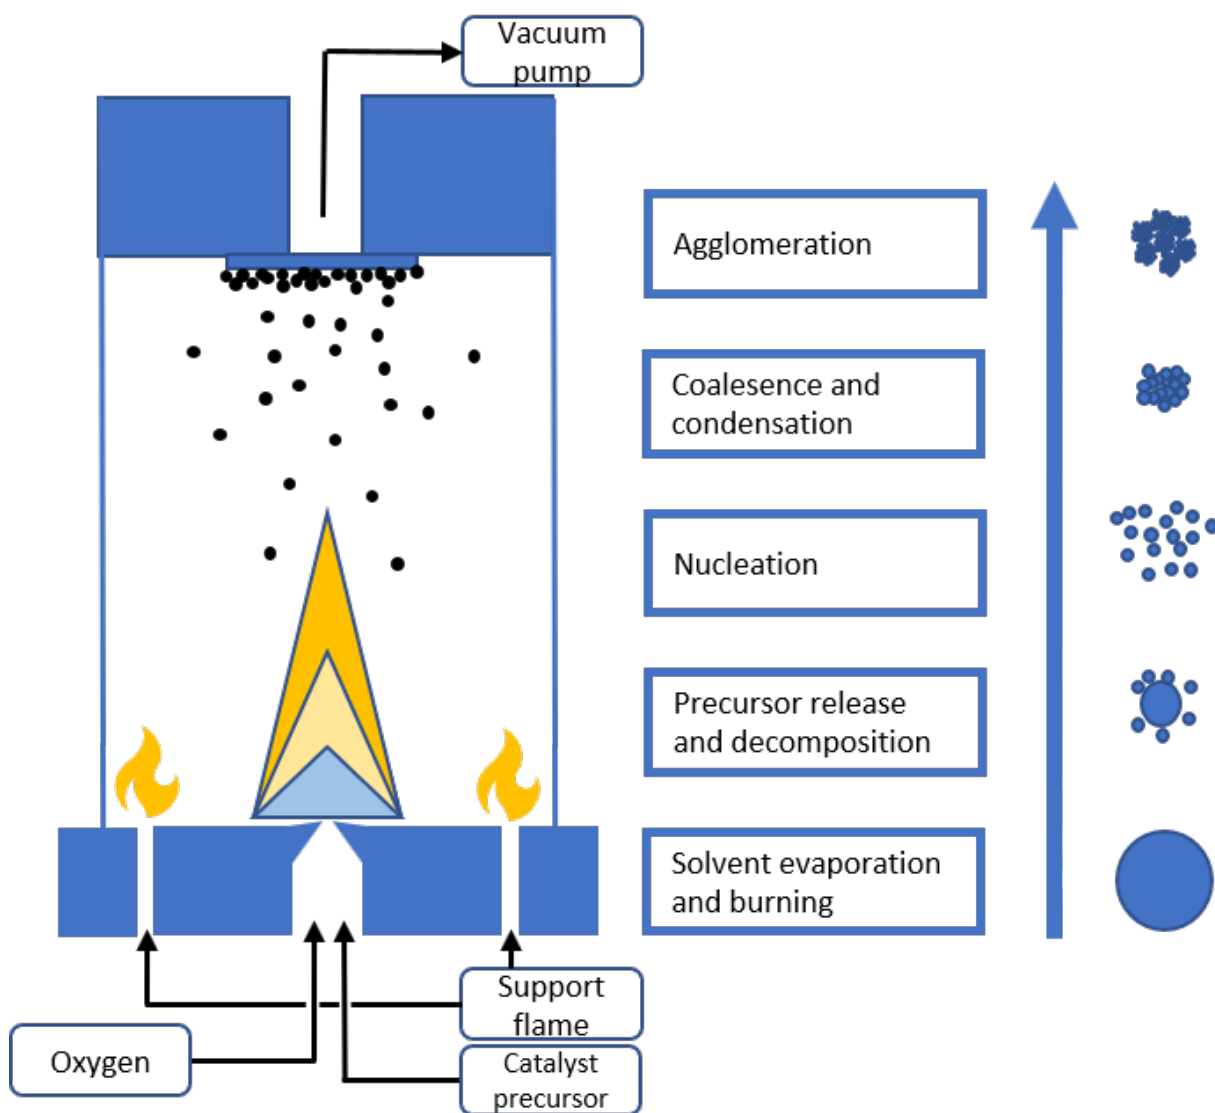 Vacuum
pump
Agglomeration
Coalesence and
condensation
Nucleation
Precursor release
and decomposition
Solvent evaporation
and burning
Support
flame
Oxygen
Catalyst
precursor